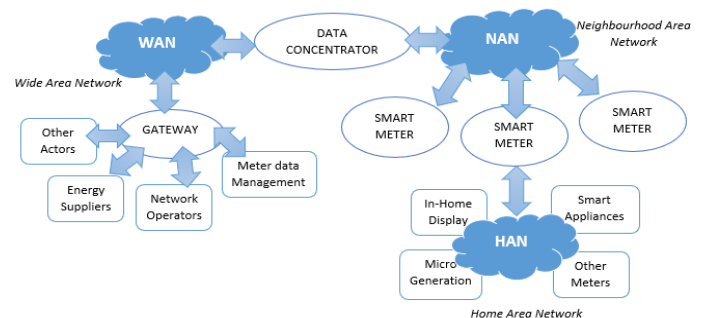 WAN
DATA
CONCENTRATOR
NAN
Neighbourhood Area
Network
Wide Area Network
Other
Actors
GATEWAY
SMART
METER
SMART
METER
SMART
METER
Energy
Suppliers
Network
Operators
Meter data
Management
In-Home
Display
Smart
Appliances
HAN
Micro
Generation
Other
Meters
Home Area Network